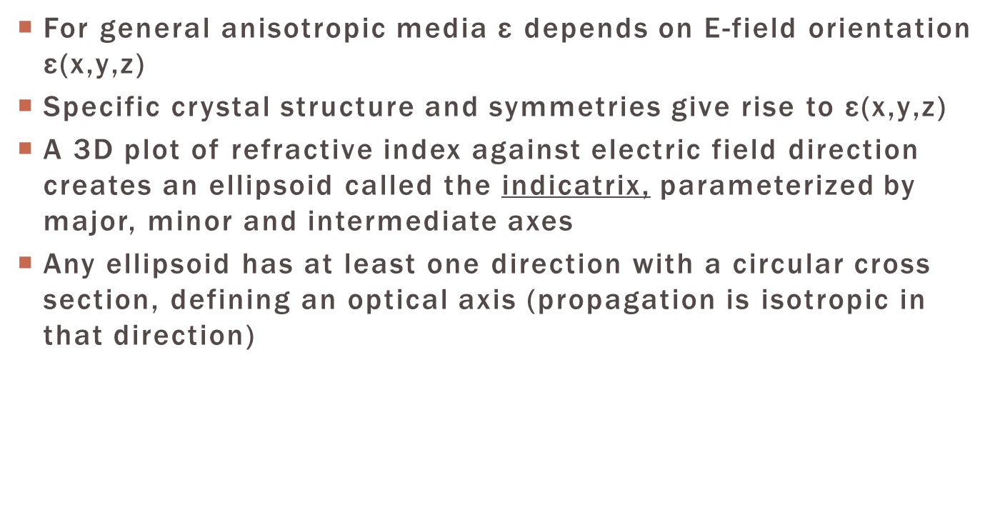 For general anisotropic media ε depends on E-field orientation
ε(x,y,z)
Specific crystal structure and symmetries give rise to ε(x,y,z)
A 3D plot of refractive index against electric field direction
creates an ellipsoid called the indicatrix, parameterized by
major, minor and intermediate axes
Any ellipsoid has at least one direction with a circular cross
section, defining an optical axis (propagation is isotropic in
that direction)